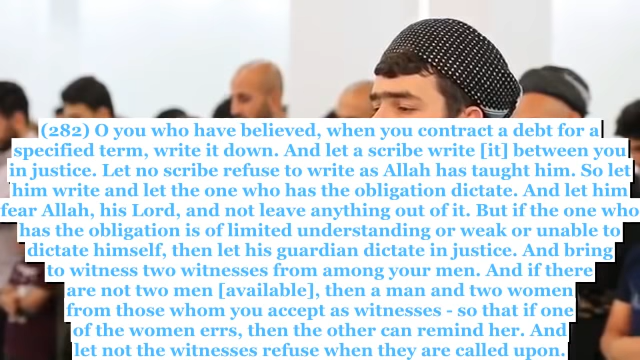 (282) O you who have believed, when you contract a debt for a
specified term, write it down. And let a scribe write [it] between you
in justice. Let no scribe refuse to write as Allah has taught him. So let
him write and let the one who has the obligation dictate. And let him
fear Allah, his Lord, and not leave anything out of it. But if the one who
has the obligation is of limited understanding or weak or unable to
dictate himself, then let his guardian dictate in justice. And bring
to witness two witnesses from among your men. And if there
are not two men [available], then a man and two women
from those whom you accept as witnesses - so that if one
of the women errs, then the other can remind her. And
let not the witnesses refuse when they are called upon.